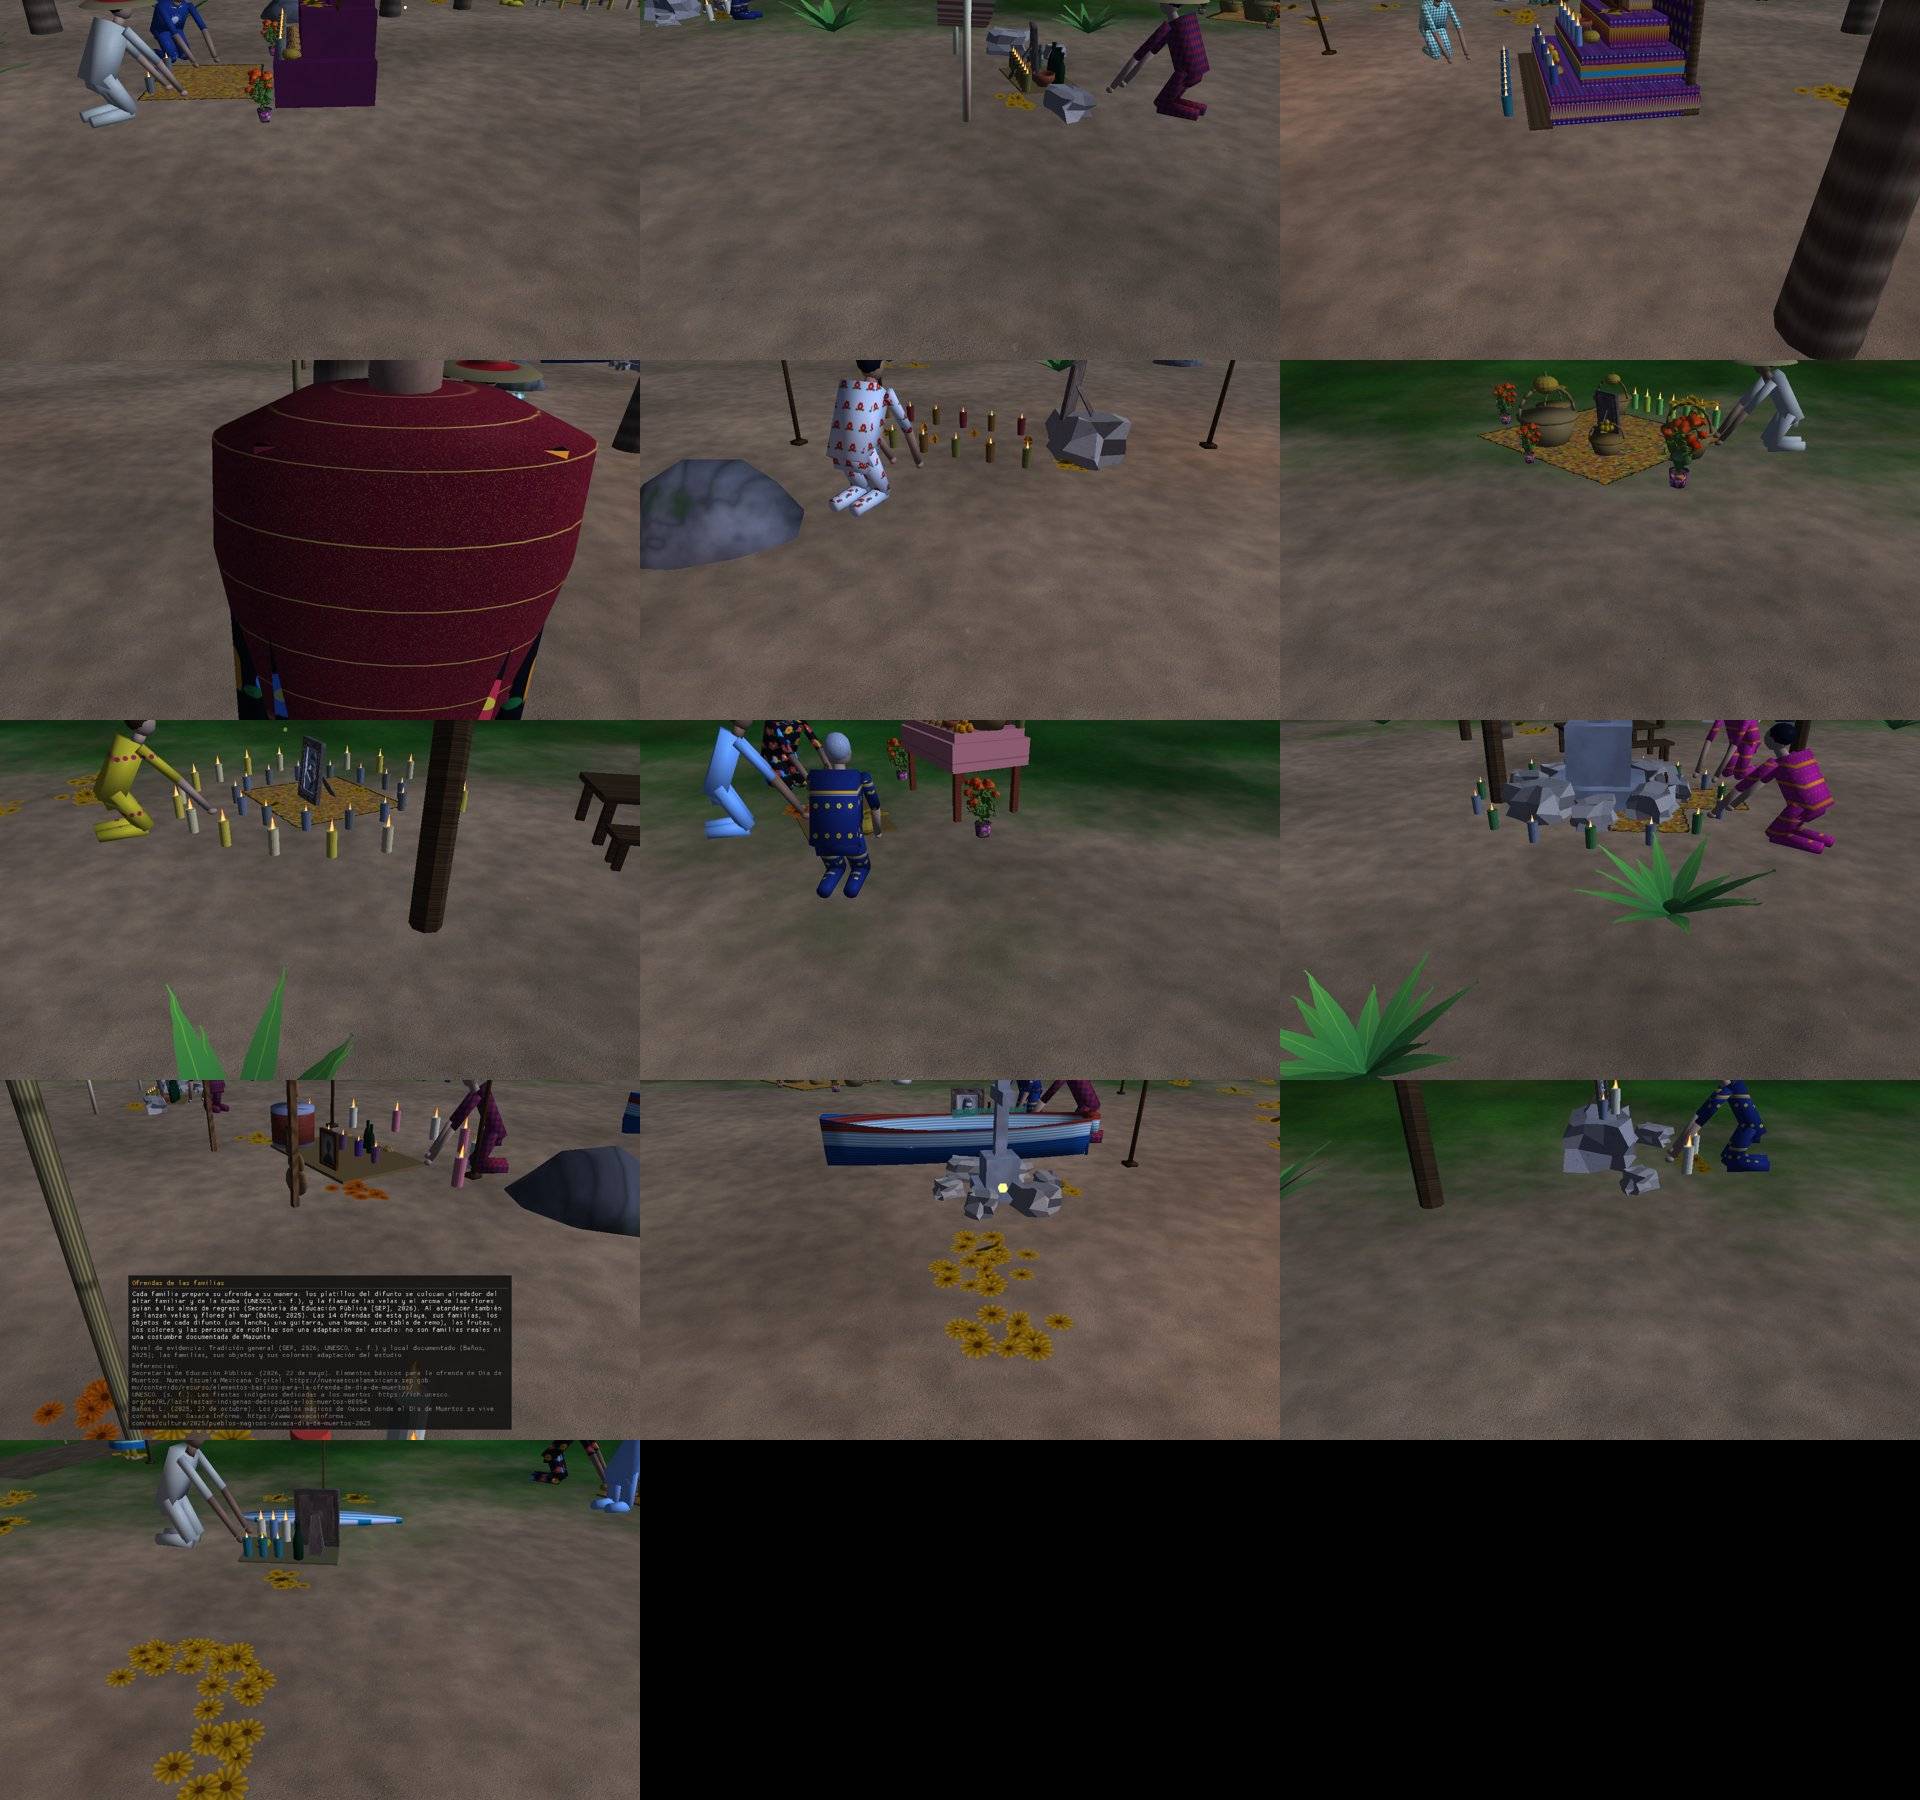 Ofrendas de las familias
Cada familia prepara su ofrenda a su manera: los platillos del difunto se colocan alrededor del
altar familiar y de la tumba (UNESCO, s. f.), y la flama de las velas y el aroma de las flores
guían a las almas de regreso (Secretaría de Educación Pública [SEP], 2026). Al atardecer también
se lanzan velas y flores al mar (Baños, 2025). Las 14 ofrendas de esta playa, sus familias, los
objetos de cada difunto (una lancha, una guitarra, una hamaca, una tabla de remo), las frutas,
los colores y las personas de rodillas son una adaptación del estudio: no son familias reales ni
una costumbre documentada de Mazunte.
Nivel de evidencia: Tradición general (SEP, 2026; UNESCO, s. f.) y local documentado (Baños,
2025); las familias, sus objetos y sus colores: adaptación del estudio
Referencias:
Secretaría de Educación Pública. (2026, 22 de mayo). Elementos básicos para la ofrenda de Día de
Muertos. Nueva Escuela Mexicana Digital. https://nuevaescuelamexicana.sep.gob.
mx/contenido/recurso/elementos-basicos-para-la-ofrenda-de-dia-de-muertos/
UNESCO. (s. f.). Las fiestas indígenas dedicadas a los muertos. https://ich.unesco.
org/es/RL/las-fiestas-indigenas-dedicadas-a-los-muertos-00054
Baños, L. (2025, 27 de octubre). Los pueblos mágicos de Oaxaca donde el Día de Muertos se vive
con más alma. Oaxaca Informa. https://www.oaxacainforma.
com/es/cultura/2025/pueblos-magicos-oaxaca-dia-de-muertos-2025